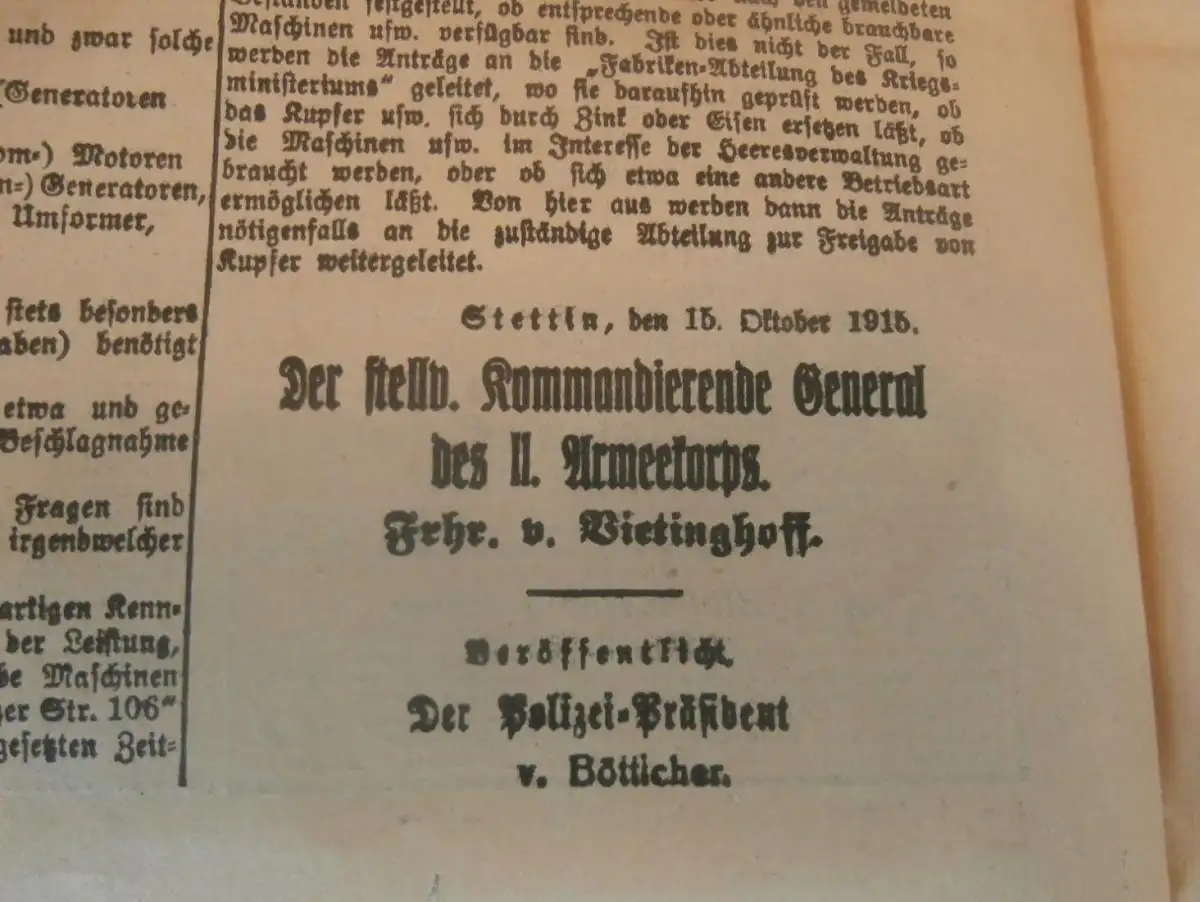 und zwar solche
(Generatoren
Motoren
Generatoren,
Umformer,
stets besonders
benötigt
etwa und ge-
Beschlagnahme
Fragen sind
irgendwelcher
artigen Kenn-
der Leistung,
Maschinen
Str. 106“
gesetzten Zeit-
den gemeldeten
Beständen festgestellt, ob entsprechende oder ähnliche brauchbare
Maschinen usw. verfügbar sind. Ist dies nicht der Fall, so
werden die Anträge an die „Fabriken-Abteilung des Kriegs-
ministeriums“ geleitet, wo sie daraufhin geprüft werden, ob
das Kupfer usw. sich durch Zink oder Eisen ersetzen läßt, ob
die Maschinen usw. im Interesse der Heeresverwaltung ge-
braucht werden, oder ob sich etwa eine andere Betriebsart
ermöglichen läßt. Von hier aus werden dann die Anträge
nötigenfalls an die zuständige Abteilung zur Freigabe von
Kupfer weitergeleitet.
Stettin, den 15. Oktober 1915.
Der stellv. Kommandierende General
des II. Armeekorps.
Frhr. v. Vietinghoff.
Veröffentlicht.
Der Polizei-Präsident
v. Bötticher.